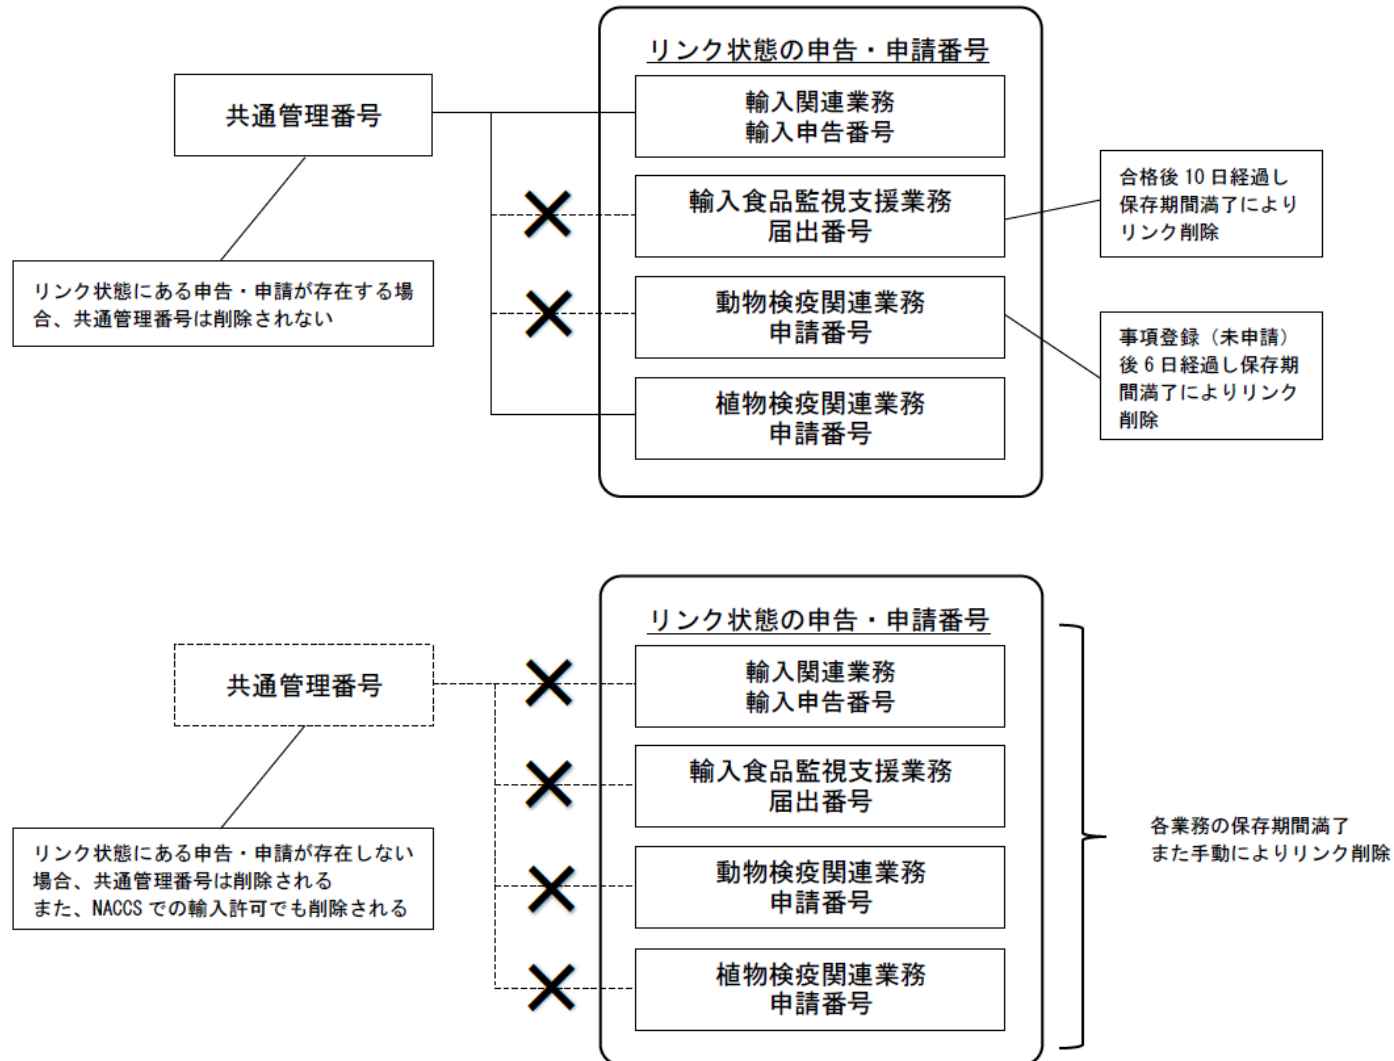 リンク状態の申告・申請番号
共通管理番号
輸入関連業務
輸入申告番号
輸入食品監視支援業務
届出番号
合格後 10 日経過し
保存期間満了により
リンク削除
リンク状態にある申告・申請が存在する場
合、共通管理番号は削除されない
動物検疫関連業務
申請番号
事項登録（未申請）
後 6 日経過し保存期
間満了によりリンク
削除
植物検疫関連業務
申請番号
リンク状態の申告・申請番号
共通管理番号
輸入関連業務
輸入申告番号
輸入食品監視支援業務
届出番号
リンク状態にある申告・申請が存在しない
場合、共通管理番号は削除される
また、NACCS での輸入許可でも削除される
動物検疫関連業務
申請番号
各業務の保存期間満了
また手動によりリンク削除
植物検疫関連業務
申請番号